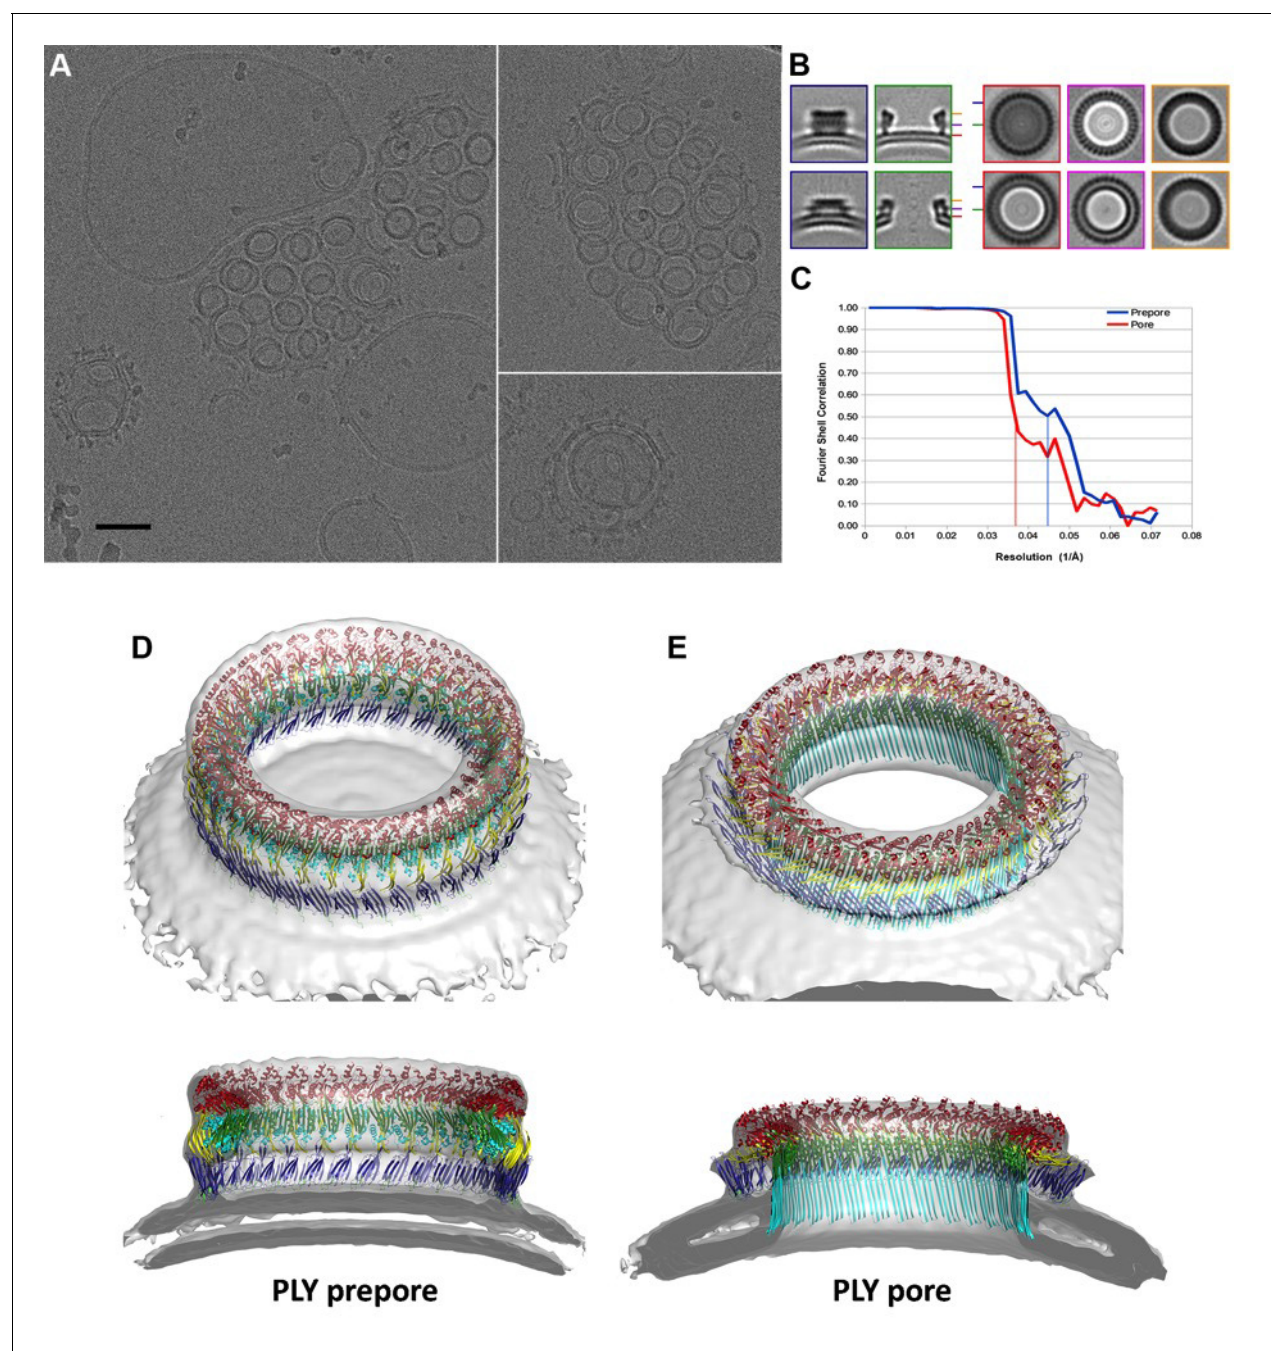 A
B
C
1.00
0.90
0.80
0.70
0.60
0.50
0.40
0.30
0.20
0.10
0.00
Fourier Shell Correlation
Prepore
Pore
0 0.01 0.02 0.03 0.04 0.05 0.06 0.07 0.08
Resolution (1/Å)
D
E
PLY prepore
PLY pore